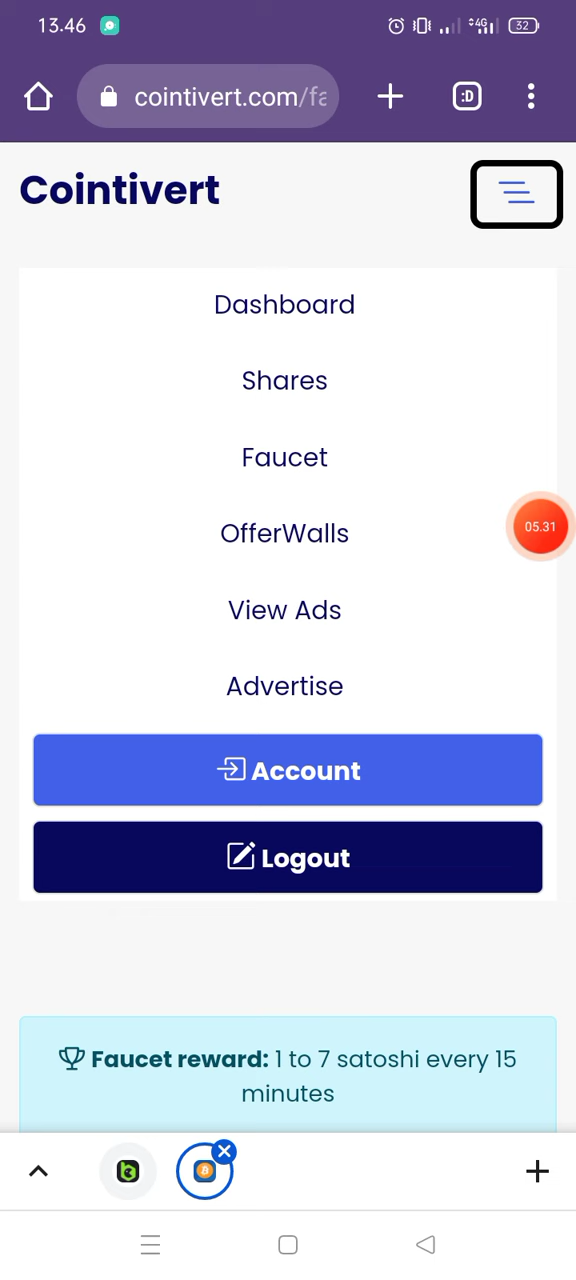 13.46
4G
32
cointivert.com/fa
:D
Cointivert
Dashboard
Shares
Faucet
OfferWalls
05.31
View Ads
Advertise
Account
Logout
Faucet reward: 1 to 7 satoshi every 15
minutes